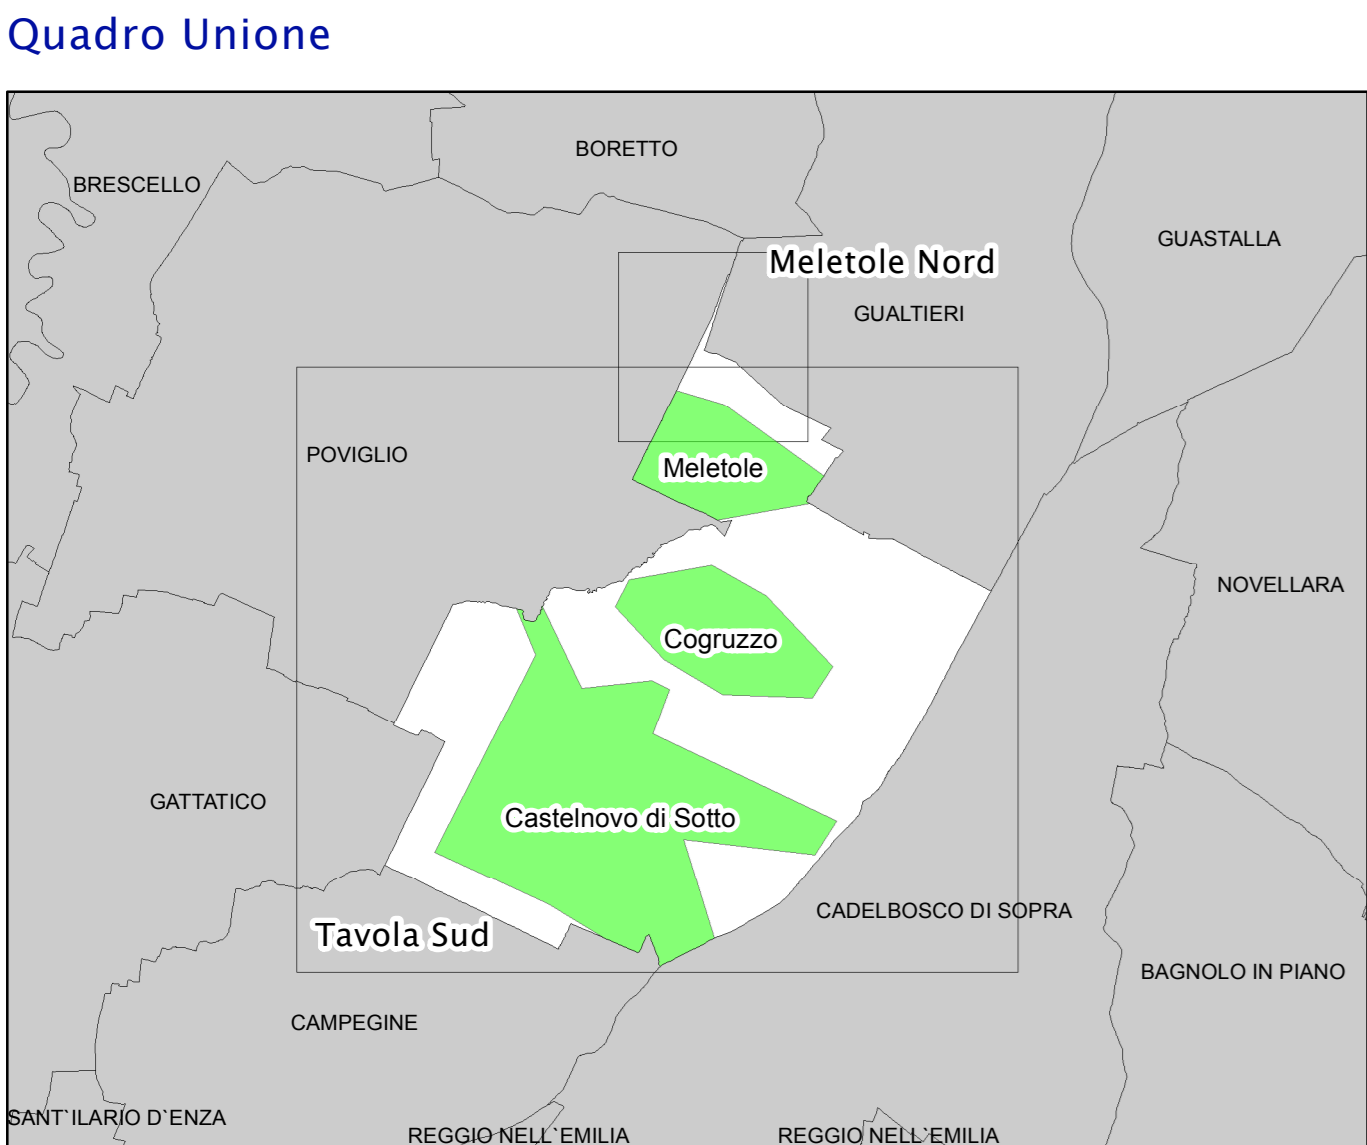 Quadro Unione
BORETTO
BRESCELLO
GUASTALLA
Meletole Nord
GUALTIERI
POVIGLIO
Meletole
NOVELLARA
Cogruzzo
GATTATICO
Castelnovo di Sotto
CADELBOSCO DI SOPRA
Tavola Sud
BAGNOLO IN PIANO
CAMPEGINE
SANT`ILARIO D`ENZA
REGGIO NELL`EMILIA
REGGIO NELL`EMILIA